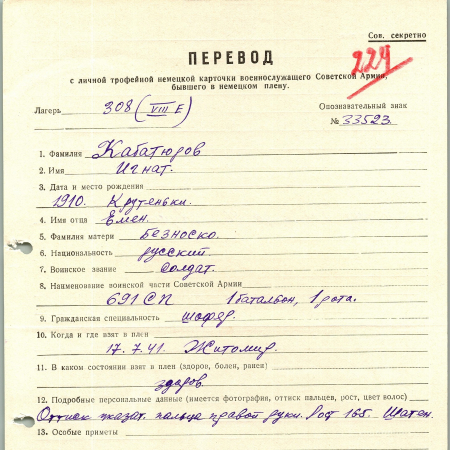 Сов. секретно
224
ПЕРЕВОД
с личной трофейной немецкой карточки военнослужащего Советской Армии,
бывшего в немецком плену.
Лагерь 308 (VIII E) Опознавательный знак
№ 33523
1. Фамилия Кабатюров
2. Имя Игнат.
3. Дата и место рождения
1910. Крутеньки.
4. Имя отца Емен.
5. Фамилия матери Безноско.
6. Национальность русский.
7. Воинское звание солдат.
8. Наименование воинской части Советской Армии
691 СП 1 батальон, 1 рота.
9. Гражданская специальность шофер.
10. Когда и где взят в плен
17. 7. 41. Житомир.
11. В каком состоянии взят в плен (здоров, болен, ранен)
здоров.
12. Подробные персональные данные (имеется фотография, оттиск пальцев, рост, цвет волос)
Оттиск указат. пальца правой руки. Рост 165. Шатен.
13. Особые приметы